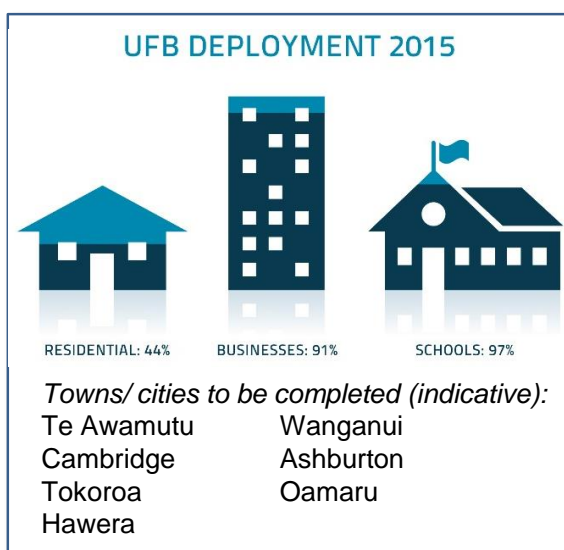 UFB DEPLOYMENT 2015
RESIDENTIAL: 44%
BUSINESSES: 91%
SCHOOLS: 97%
Towns/ cities to be completed (indicative):
Te Awamutu
Cambridge
Tokoroa
Hawera
Wanganui
Ashburton
Oamaru